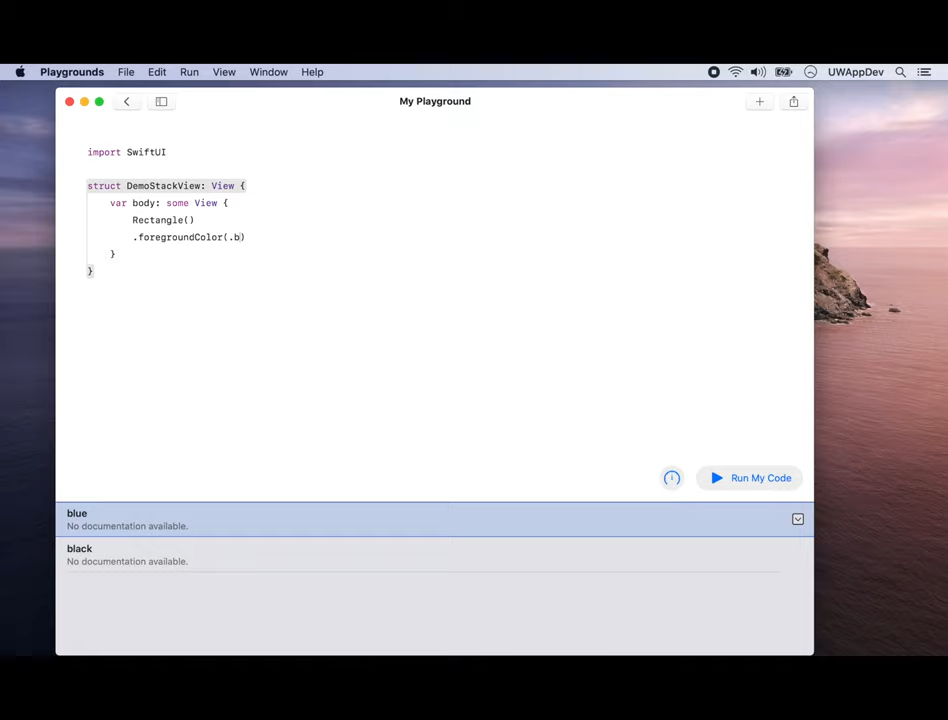 Playgrounds File Edit Run View Window Help UWAppDev
My Playground
import SwiftUI
struct DemoStackView: View {
var body: some View {
Rectangle()
.foregroundColor(.b)
}
}
Run My Code
blue
No documentation available.
black
No documentation available.